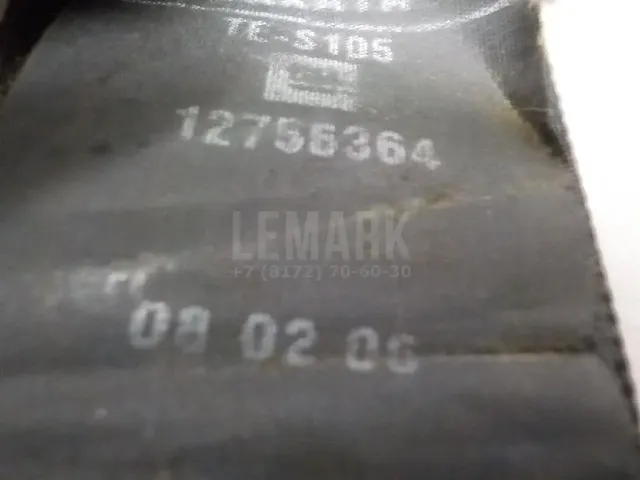 TE-S105
12756364
LEMARK
+7 (8172) 70-60-30
08 02 06